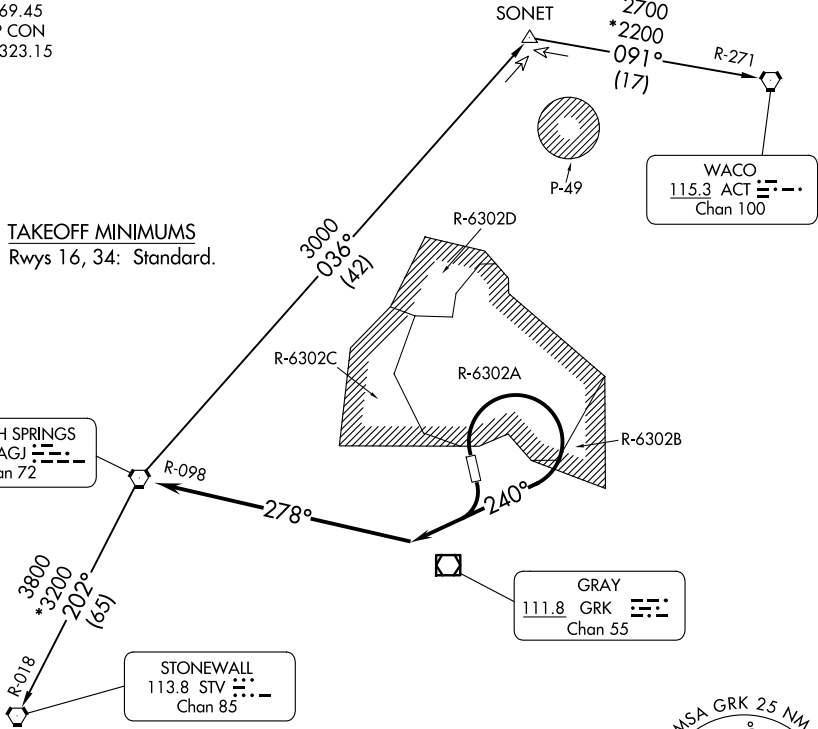 69.45
CON
323.15
SONET
2700
*2200
091°
(17)
R-271
WACO
115.3 ACT
Chan 100
P-49
TAKEOFF MINIMUMS
Rwys 16, 34: Standard.
3000
036°
(42)
R-6302D
R-6302C
R-6302A
R-6302B
H SPRINGS
AGJ
an 72
R-098
278°
240°
GRAY
111.8 GRK
Chan 55
3800
*3200
202°
(65)
R-018
STONEWALL
113.8 STV
Chan 85
MSA GRK 25 NM